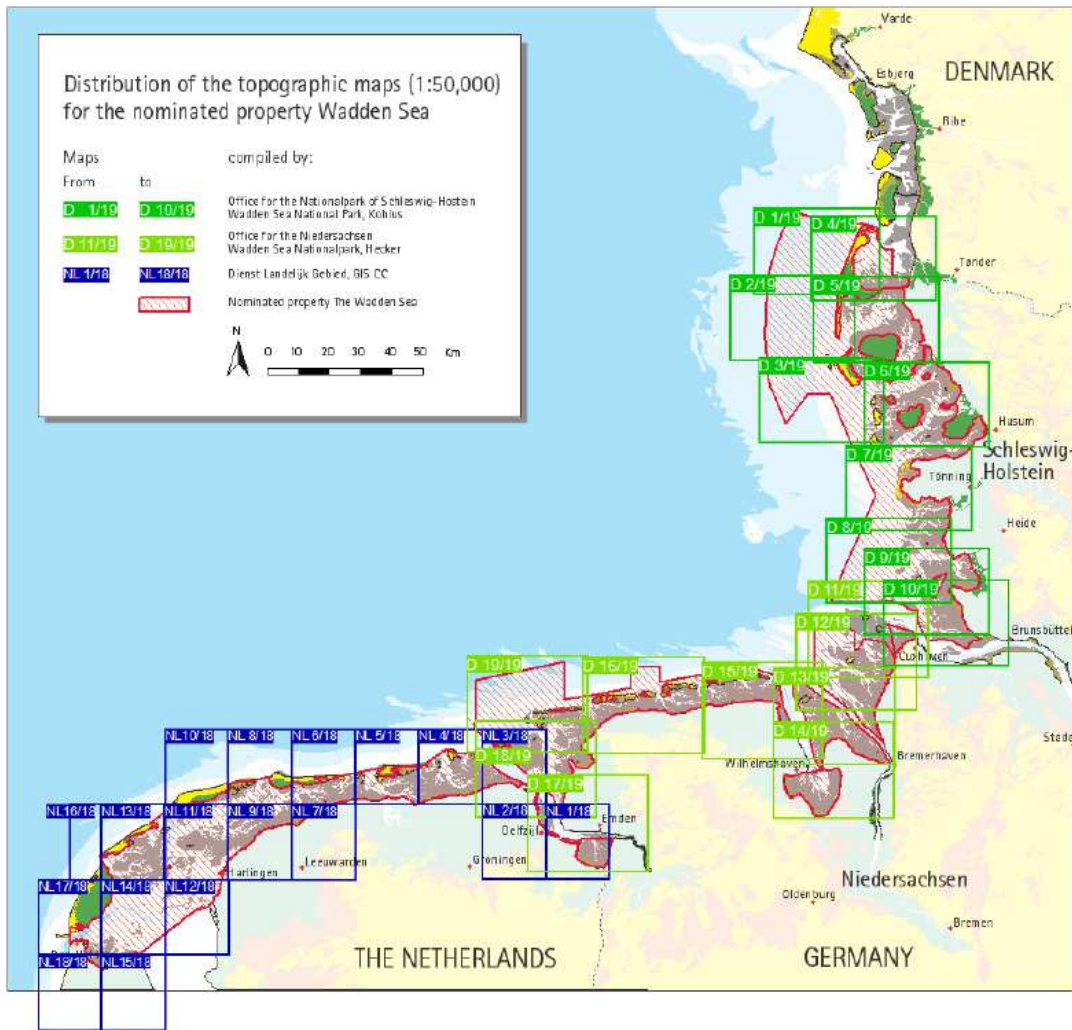 Distribution of the topographic maps (1:50,000)
for the nominated property Wadden Sea
Maps
compiled by:
From to
D 1/19 D 10/19
Office for the Nationalpark of Schleswig-Hostein
Wadden Sea National Park, Kohlus
D 11/19 D 19/19
Office for the Niedersachsen
Wadden Sea Nationalpark, Hecker
NL 1/18 NL18/18
Dienst Landelijk Gebied, GIS CC
Nominated property The Wadden Sea
N
0 10 20 30 40 50 Km
Varde
Esbjerg
DENMARK
Ribe
D 1/19
D 4/19
Tønder
D 2/19
D 5/19
D 3/19
D 6/19
Husum
Schleswig-
Holstein
D 7/19
Tönning
D 8/19
Heide
D 9/19
D 10/19
D 11/19
D 12/19
Brunsbüttel
Cuxhaven
D 19/19
D 16/19
D 15/19
D 13/19
D 14/19
Wilhelmshaven
Bremerhaven
Stade
NL10/18
NL 8/18
NL 6/18
NL 5/18
NL 4/18
NL 3/18
D 18/19
D 17/19
NL16/18
NL13/18
NL11/18
NL 9/18
NL 7/18
NL 2/18
NL 1/18
Delfzijl
Emden
Harlingen
Leeuwarden
Groningen
NL17/18
NL14/18
NL12/18
Niedersachsen
Oldenburg
Bremen
NL18/18
NL15/18
THE NETHERLANDS
GERMANY